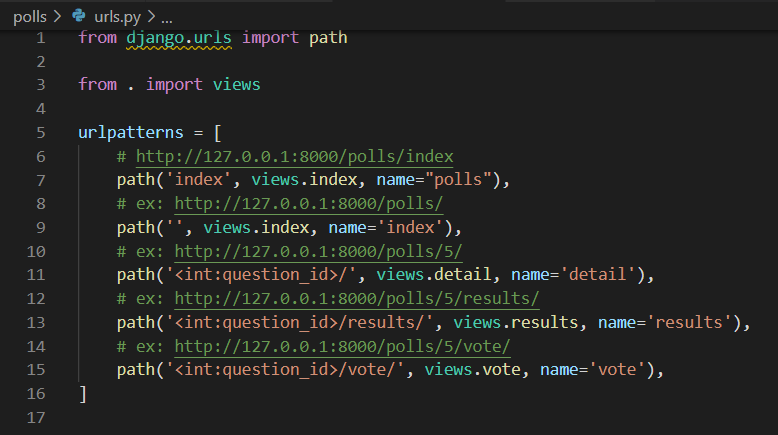 polls > urls.py > ...
1 from django.urls import path
2
3 from . import views
4
5 urlpatterns = [
6     # http://127.0.0.1:8000/polls/index
7     path('index', views.index, name="polls"),
8     # ex: http://127.0.0.1:8000/polls/
9     path('', views.index, name='index'),
10     # ex: http://127.0.0.1:8000/polls/5/
11     path('<int:question_id>/', views.detail, name='detail'),
12     # ex: http://127.0.0.1:8000/polls/5/results/
13     path('<int:question_id>/results/', views.results, name='results'),
14     # ex: http://127.0.0.1:8000/polls/5/vote/
15     path('<int:question_id>/vote/', views.vote, name='vote'),
16 ]
17